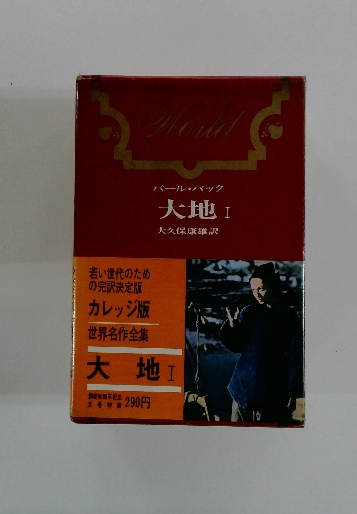 World
パール・バック
大地 I
大久保康雄訳
若い世代のため
の完訳決定版
カレッジ版
世界名作全集
大 地 I
290円